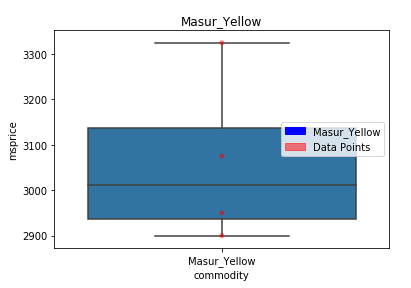 Masur_Yellow
3300
3200
3100
3000
2900
msprice
Masur_Yellow
Data Points
Masur_Yellow
commodity